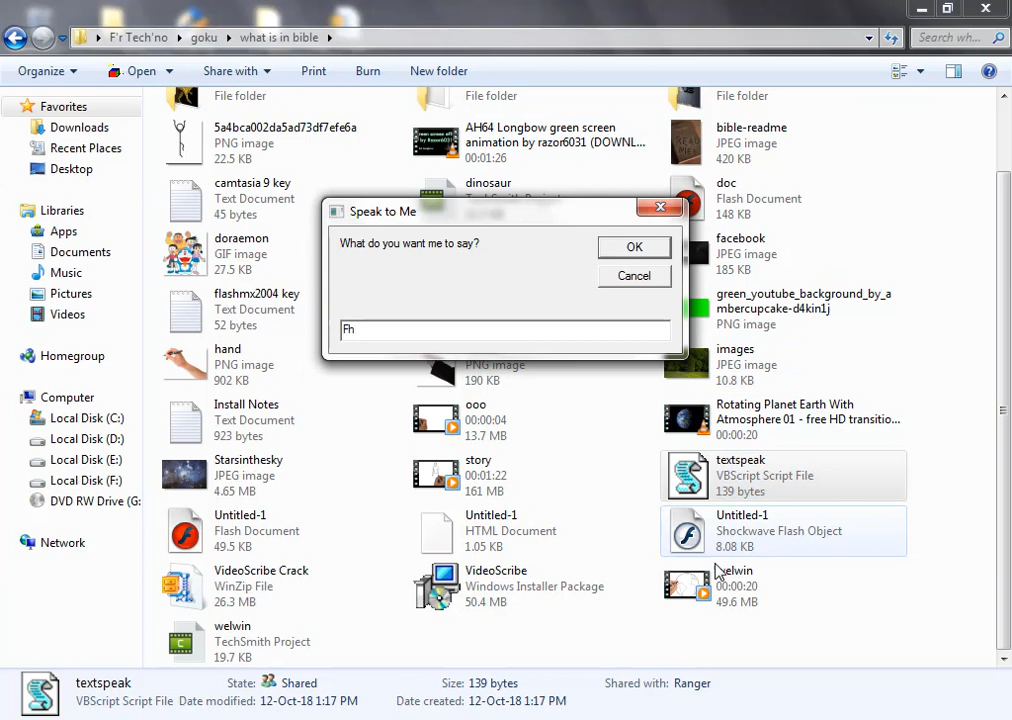 F'r Tech'no
goku
what is in bible
Search wh...
Organize
Open
Share with
Print
Burn
New folder
Favorites
Downloads
Recent Places
Desktop
Libraries
Apps
Documents
Music
Pictures
Videos
Homegroup
Computer
Local Disk (C:)
Local Disk (D:)
Local Disk (E:)
Local Disk (F:)
DVD RW Drive (G:
Network
File folder
File folder
File folder
5a4bca002da5ad73df7efe6a
PNG image
22.5 KB
AH64 Longbow green screen
animation by razor6031 (DOWNL...
00:01:26
bible-readme
JPEG image
420 KB
camtasia 9 key
Text Document
45 bytes
dinosaur
doc
Flash Document
148 KB
doraemon
GIF image
27.5 KB
facebook
JPEG image
185 KB
flashmx2004 key
Text Document
52 bytes
green_youtube_background_by_a
mbercupcake-d4kin1j
PNG image
hand
PNG image
902 KB
PNG image
190 KB
images
JPEG image
10.8 KB
Install Notes
Text Document
923 bytes
ooo
00:00:04
13.7 MB
Rotating Planet Earth With
Atmosphere 01 - free HD transitio...
00:00:20
Starsinthesky
JPEG image
4.65 MB
story
00:01:22
161 MB
textspeak
VBScript Script File
139 bytes
Untitled-1
Flash Document
49.5 KB
Untitled-1
HTML Document
1.05 KB
Untitled-1
Shockwave Flash Object
8.08 KB
VideoScribe Crack
WinZip File
26.3 MB
VideoScribe
Windows Installer Package
50.4 MB
welwin
00:00:20
49.6 MB
welwin
TechSmith Project
19.7 KB
Speak to Me
What do you want me to say?
OK
Cancel
Fh
textspeak
VBScript Script File
State: Shared
Date modified: 12-Oct-18 1:17 PM
Size: 139 bytes
Date created: 12-Oct-18 1:17 PM
Shared with: Ranger